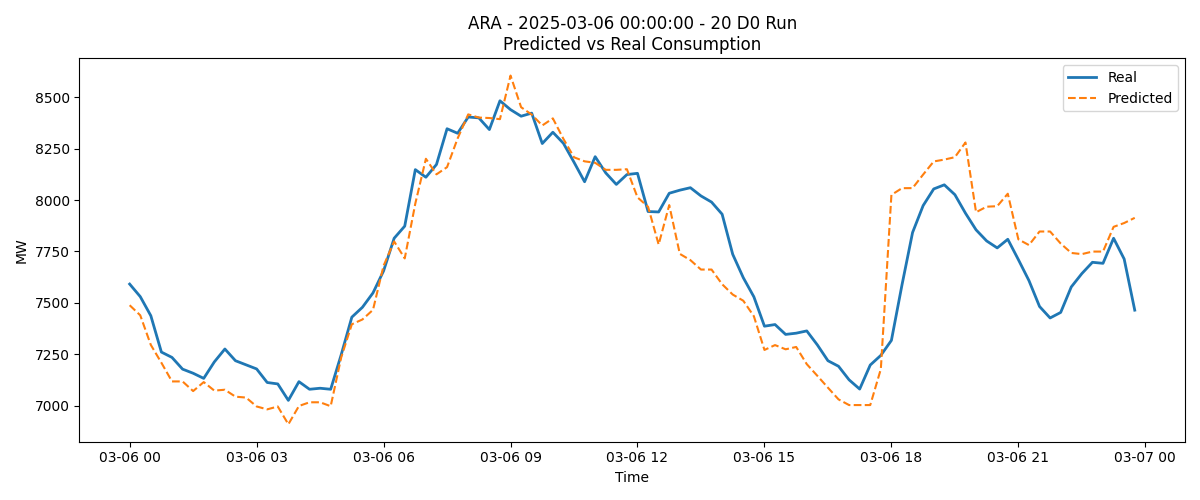 ARA - 2025-03-06 00:00:00 - 20 D0 Run
Predicted vs Real Consumption
Real
Predicted
MW
8500
8250
8000
7750
7500
7250
7000
03-06 00
03-06 03
03-06 06
03-06 09
03-06 12
03-06 15
03-06 18
03-06 21
03-07 00
Time